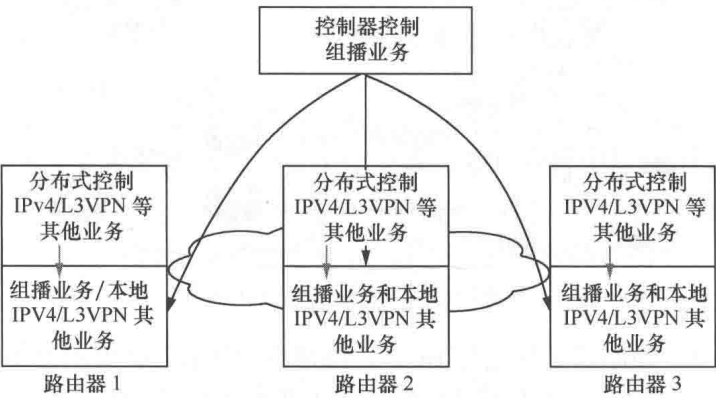 控制器控制
组播业务
分布式控制
IPv4/L3VPN 等
其他业务
组播业务/本地
IPV4/L3VPN 其
他业务
路由器 1
分布式控制
IPV4/L3VPN 等
其他业务
组播业务和本地
IPV4/L3VPN 其
他业务
路由器 2
分布式控制
IPV4/L3VPN 等
其他业务
组播业务和本地
IPV4/L3VPN 其
他业务
路由器 3